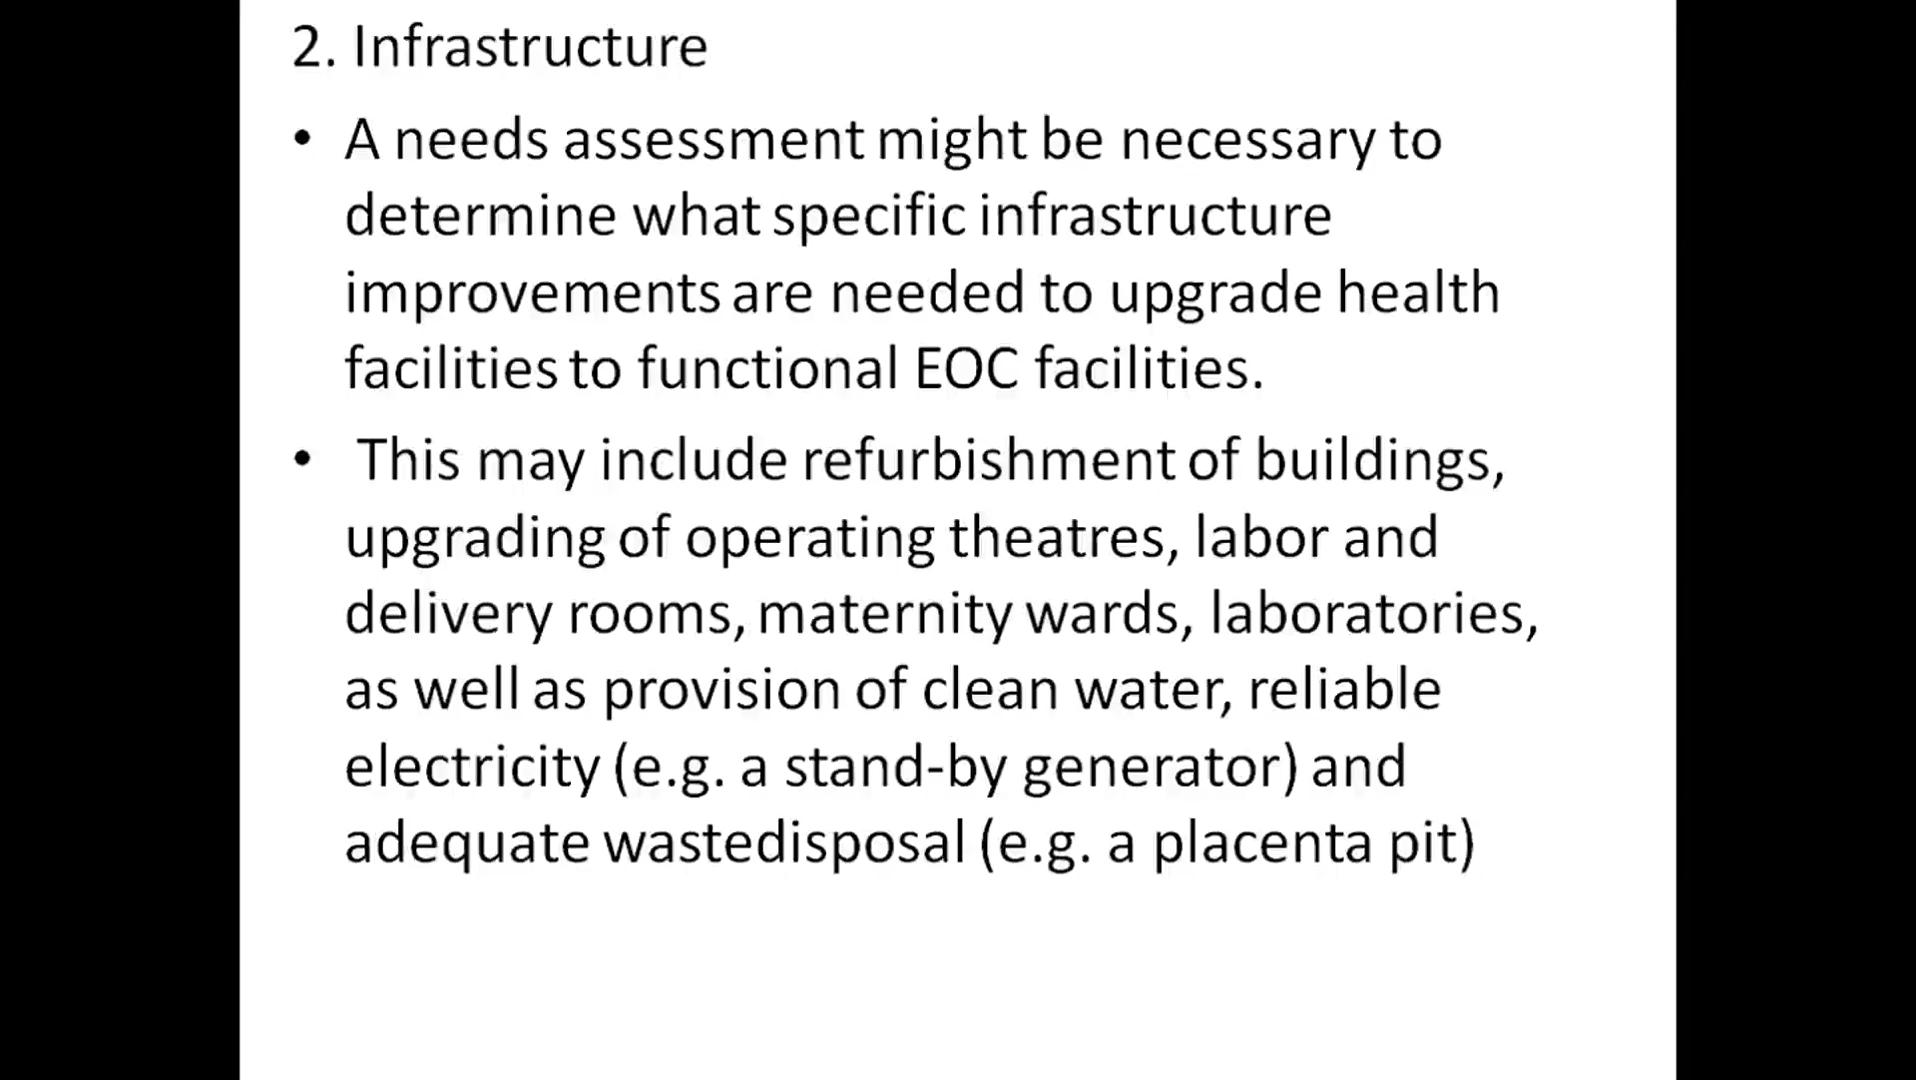 2. Infrastructure
• A needs assessment might be necessary to
determine what specific infrastructure
improvements are needed to upgrade health
facilities to functional EOC facilities.
• This may include refurbishment of buildings,
upgrading of operating theatres, labor and
delivery rooms, maternity wards, laboratories,
as well as provision of clean water, reliable
electricity (e.g. a stand-by generator) and
adequate wastedisposal (e.g. a placenta pit)